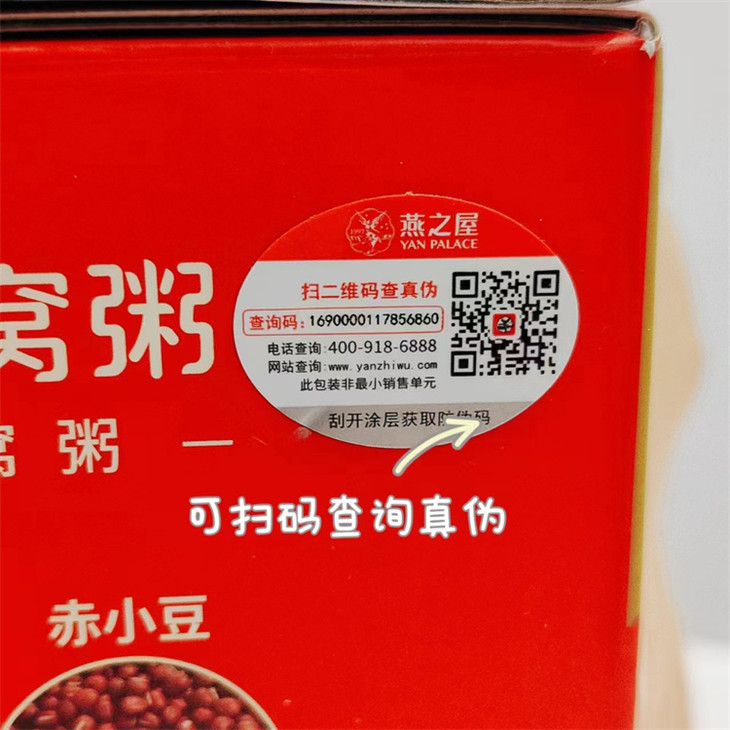 燕之屋
YAN PALACE
扫二维码查真伪
查询码：1690000117856860
电话查询：400-918-6888
网站查询：www.yanzhiwu.com
此包装非最小销售单元
刮开涂层获取防伪码
窝粥
窝粥 一
可扫码查询真伪
赤小豆